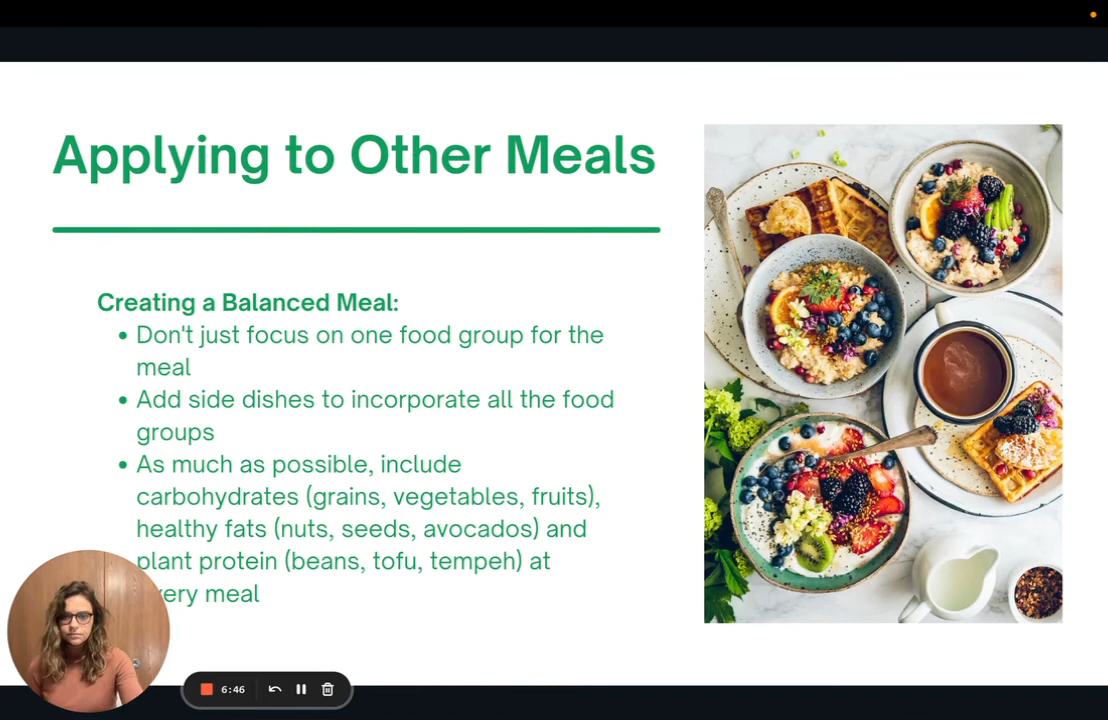 Applying to Other Meals
Creating a Balanced Meal:
• Don't just focus on one food group for the
meal
• Add side dishes to incorporate all the food
groups
• As much as possible, include
carbohydrates (grains, vegetables, fruits),
healthy fats (nuts, seeds, avocados) and
plant protein (beans, tofu, tempeh) at
very meal
6:46